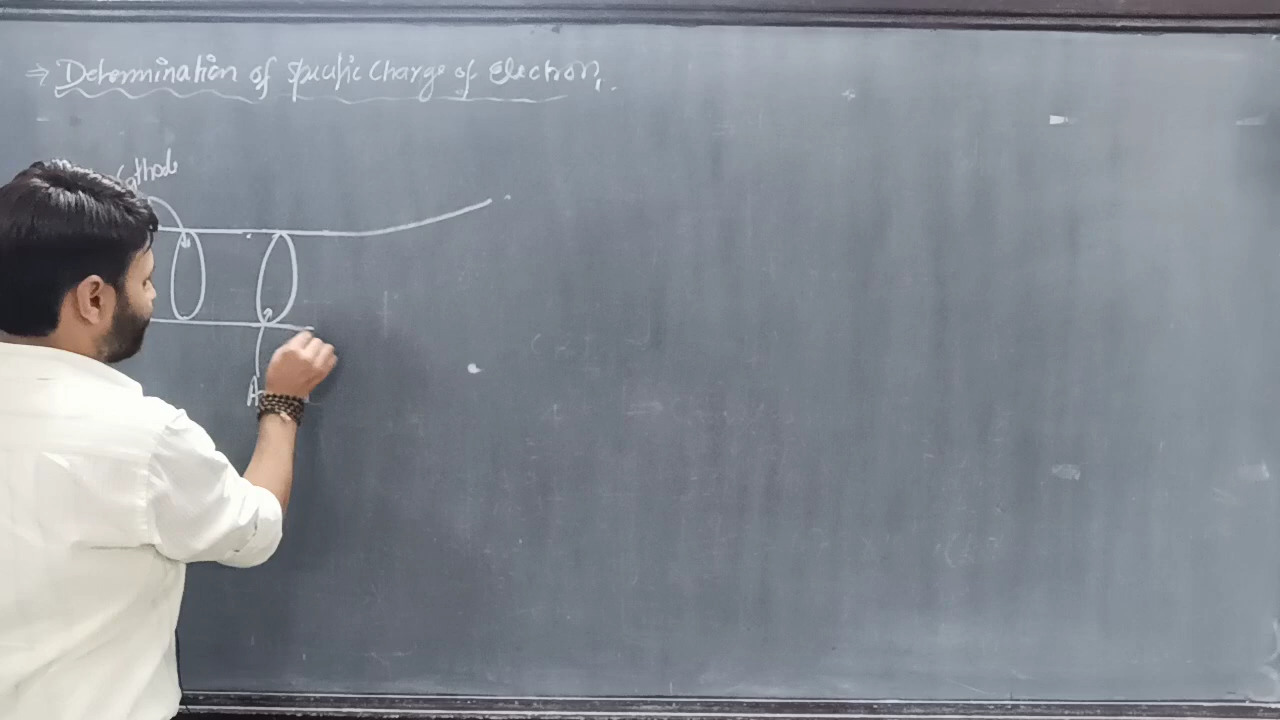 ⇒ Determination of specific charge of electron.
Cathode
A